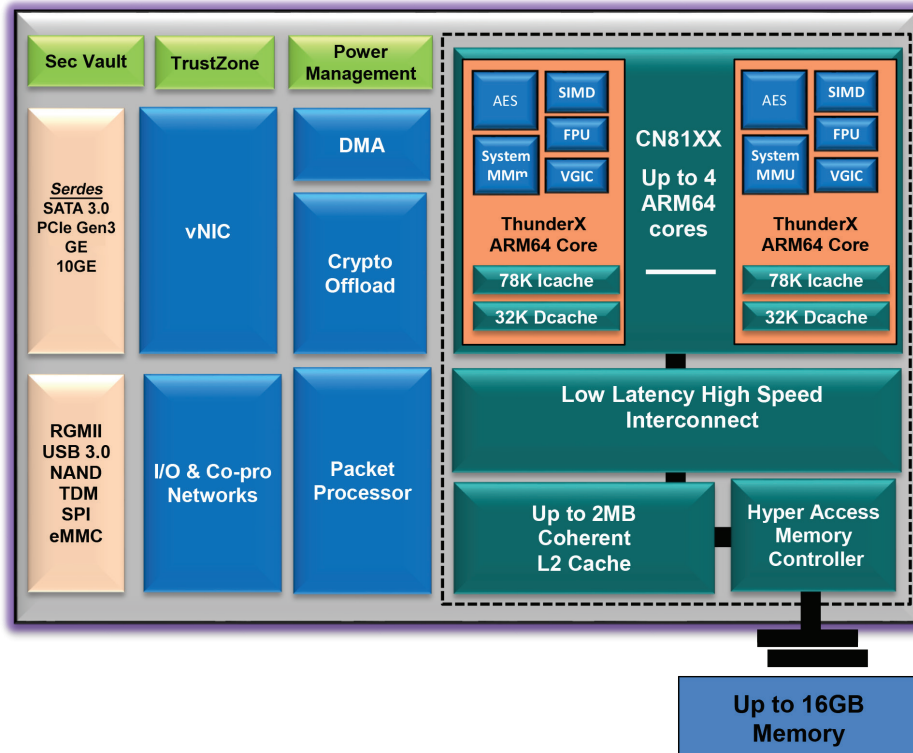 Sec Vault
TrustZone
Power
Management
Serdes
SATA 3.0
PCIe Gen3
GE
10GE
vNIC
DMA
Crypto
Offload
RGMII
USB 3.0
NAND
TDM
SPI
eMMC
I/O & Co-pro
Networks
Packet
Processor
AES
SIMD
FPU
System
MMm
VGIC
ThunderX
ARM64 Core
78K Icache
32K Dcache
CN81XX
Up to 4
ARM64
cores
AES
SIMD
FPU
System
MMU
VGIC
ThunderX
ARM64 Core
78K Icache
32K Dcache
Low Latency High Speed
Interconnect
Up to 2MB
Coherent
L2 Cache
Hyper Access
Memory
Controller
Up to 16GB
Memory